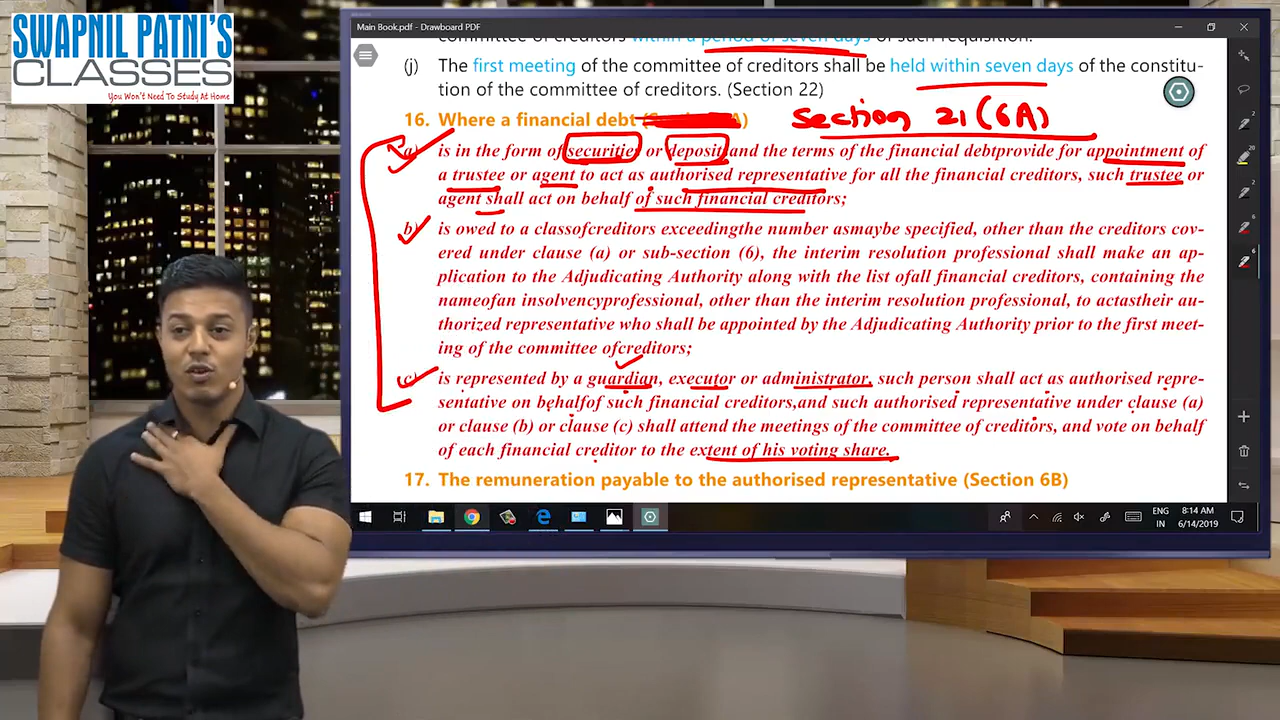 SWAPNIL PATNI'S
CLASSES
You Won't Need To Study At Home
Main Book.pdf - Drawboard PDF
committee of creditors within a period of seven days of such requisition.
(j) The first meeting of the committee of creditors shall be held within seven days of the constitu-
tion of the committee of creditors. (Section 22)
16. Where a financial debt Section 21 (6A)
a) is in the form of securities or deposit and the terms of the financial debtprovide for appointment of
a trustee or agent to act as authorised representative for all the financial creditors, such trustee or
agent shall act on behalf of such financial creditors;
b) is owed to a classofcreditors exceedingthe number asmaybe specified, other than the creditors cov-
ered under clause (a) or sub-section (6), the interim resolution professional shall make an ap-
plication to the Adjudicating Authority along with the list ofall financial creditors, containing the
nameofan insolvencyprofessional, other than the interim resolution professional, to actastheir au-
thorized representative who shall be appointed by the Adjudicating Authority prior to the first meet-
ing of the committee ofcreditors;
c) is represented by a guardian, executor or administrator, such person shall act as authorised repre-
sentative on behalfof such financial creditors,and such authorised representative under clause (a)
or clause (b) or clause (c) shall attend the meetings of the committee of creditors, and vote on behalf
of each financial creditor to the extent of his voting share.
17. The remuneration payable to the authorised representative (Section 6B)
ENG
IN
8:14 AM
6/14/2019